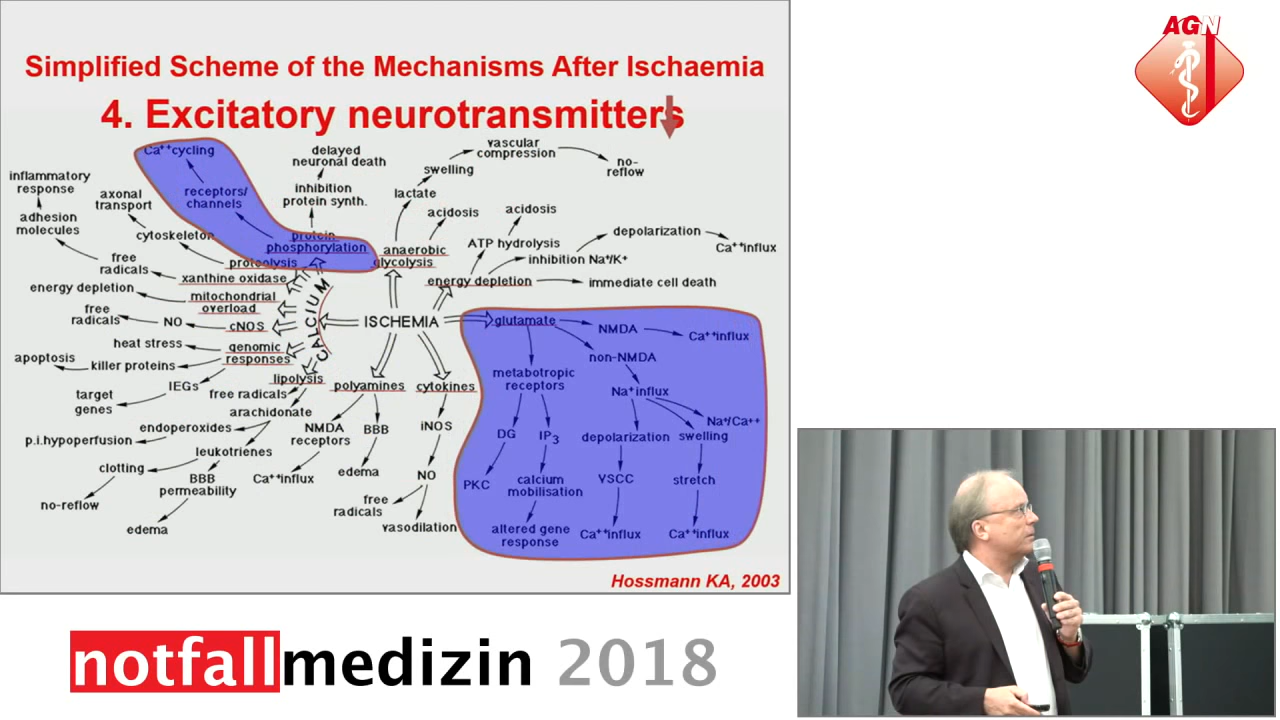 AGN
Simplified Scheme of the Mechanisms After Ischaemia
4. Excitatory neurotransmitters
Ca⁺⁺cycling
receptors/
channels
delayed
neuronal death
inhibition
protein synth.
protein
phosphorylation
vascular
compression
no-
reflow
swelling
lactate
acidosis
anaerobic
glycolysis
acidosis
ATP hydrolysis
depolarization
Ca⁺⁺influx
inhibition Na⁺/K⁺
energy depletion
immediate cell death
inflammatory
response
axonal
transport
adhesion
molecules
cytoskeleton
proteolysis
free
radicals
xanthine oxidase
energy depletion
mitochondrial
overload
free
radicals
NO
cNOS
heat stress
genomic
responses
apoptosis
killer proteins
IEGs
target
genes
lipolysis
free radicals
arachidonate
endoperoxides
p.i.hypoperfusion
leukotrienes
clotting
no-reflow
BBB
permeability
edema
CALCIUM
ISCHEMIA
polyamines
NMDA
receptors
Ca⁺⁺influx
BBB
edema
cytokines
iNOS
NO
free
radicals
vasodilation
glutamate
NMDA
Ca⁺⁺influx
non-NMDA
metabotropic
receptors
Na⁺influx
DG
IP₃
depolarization
swelling
Na⁺/Ca⁺⁺
PKC
calcium
mobilisation
VSCC
stretch
altered gene
response
Ca⁺⁺influx
Ca⁺⁺influx
Hossmann KA, 2003
notfallmedizin 2018